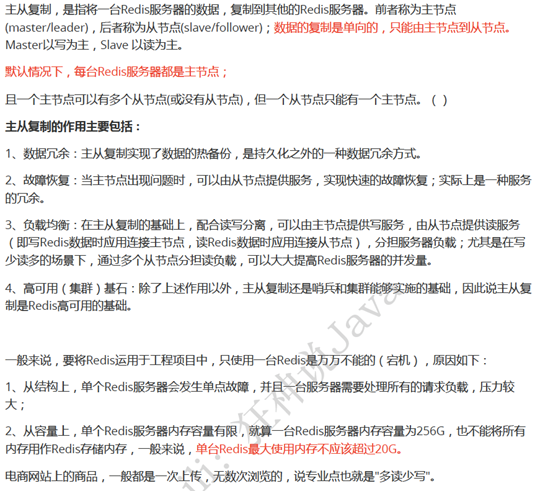 主从复制，是指将一台Redis服务器的数据，复制到其他的Redis服务器。前者称为主节点
(master/leader)，后者称为从节点(slave/follower)；数据的复制是单向的，只能由主节点到从节点。
Master以写为主，Slave 以读为主。
默认情况下，每台Redis服务器都是主节点；
且一个主节点可以有多个从节点(或没有从节点)，但一个从节点只能有一个主节点。（ ）
主从复制的作用主要包括：
1、数据冗余：主从复制实现了数据的热备份，是持久化之外的一种数据冗余方式。
2、故障恢复：当主节点出现问题时，可以由从节点提供服务，实现快速的故障恢复；实际上是一种服务
的冗余。
3、负载均衡：在主从复制的基础上，配合读写分离，可以由主节点提供写服务，由从节点提供读服务
（即写Redis数据时应用连接主节点，读Redis数据时应用连接从节点），分担服务器负载；尤其是在写
少读多的场景下，通过多个从节点分担读负载，可以大大提高Redis服务器的并发量。
4、高可用（集群）基石：除了上述作用以外，主从复制还是哨兵和集群能够实施的基础，因此说主从复
制是Redis高可用的基础。
一般来说，要将Redis运用于工程项目中，只使用一台Redis是万万不能的（宕机），原因如下：
1、从结构上，单个Redis服务器会发生单点故障，并且一台服务器需要处理所有的请求负载，压力较
大；
2、从容量上，单个Redis服务器内存容量有限，就算一台Redis服务器内存容量为256G，也不能将所有
内存用作Redis存储内存，一般来说，单台Redis最大使用内存不应该超过20G。
电商网站上的商品，一般都是一次上传，无数次浏览的，说专业点也就是"多读少写"。
狂神说Java